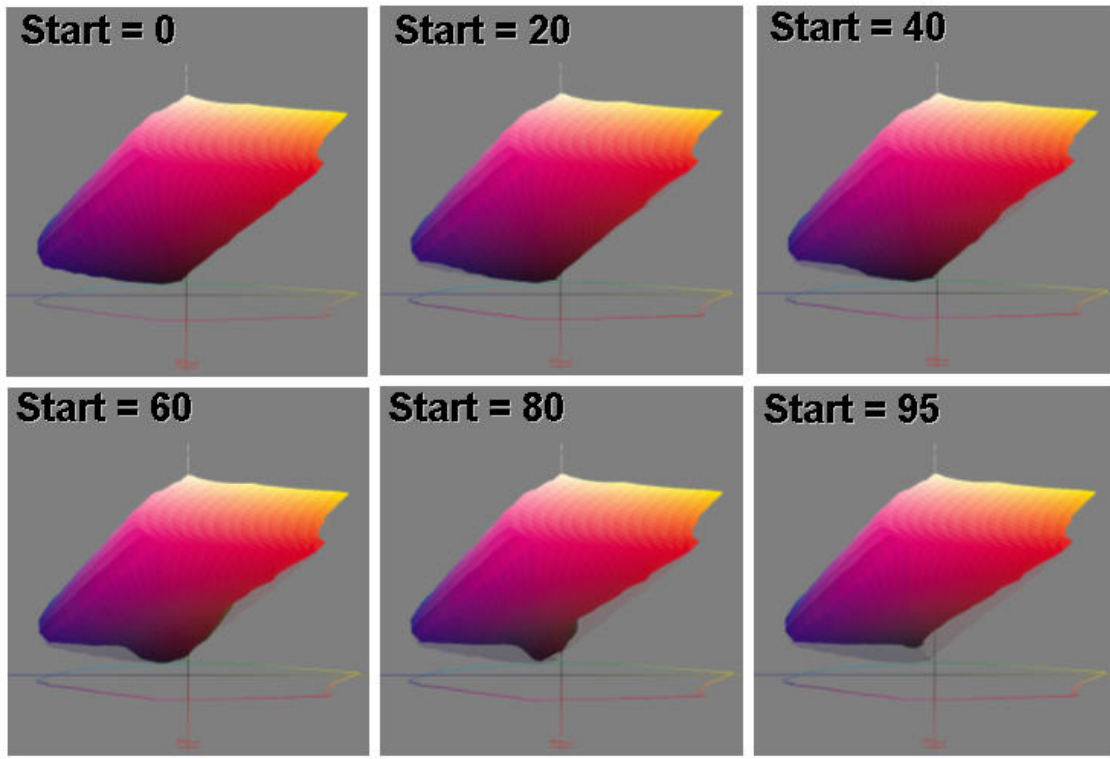 Start = 0
Start = 20
Start = 40
Start = 60
Start = 80
Start = 95